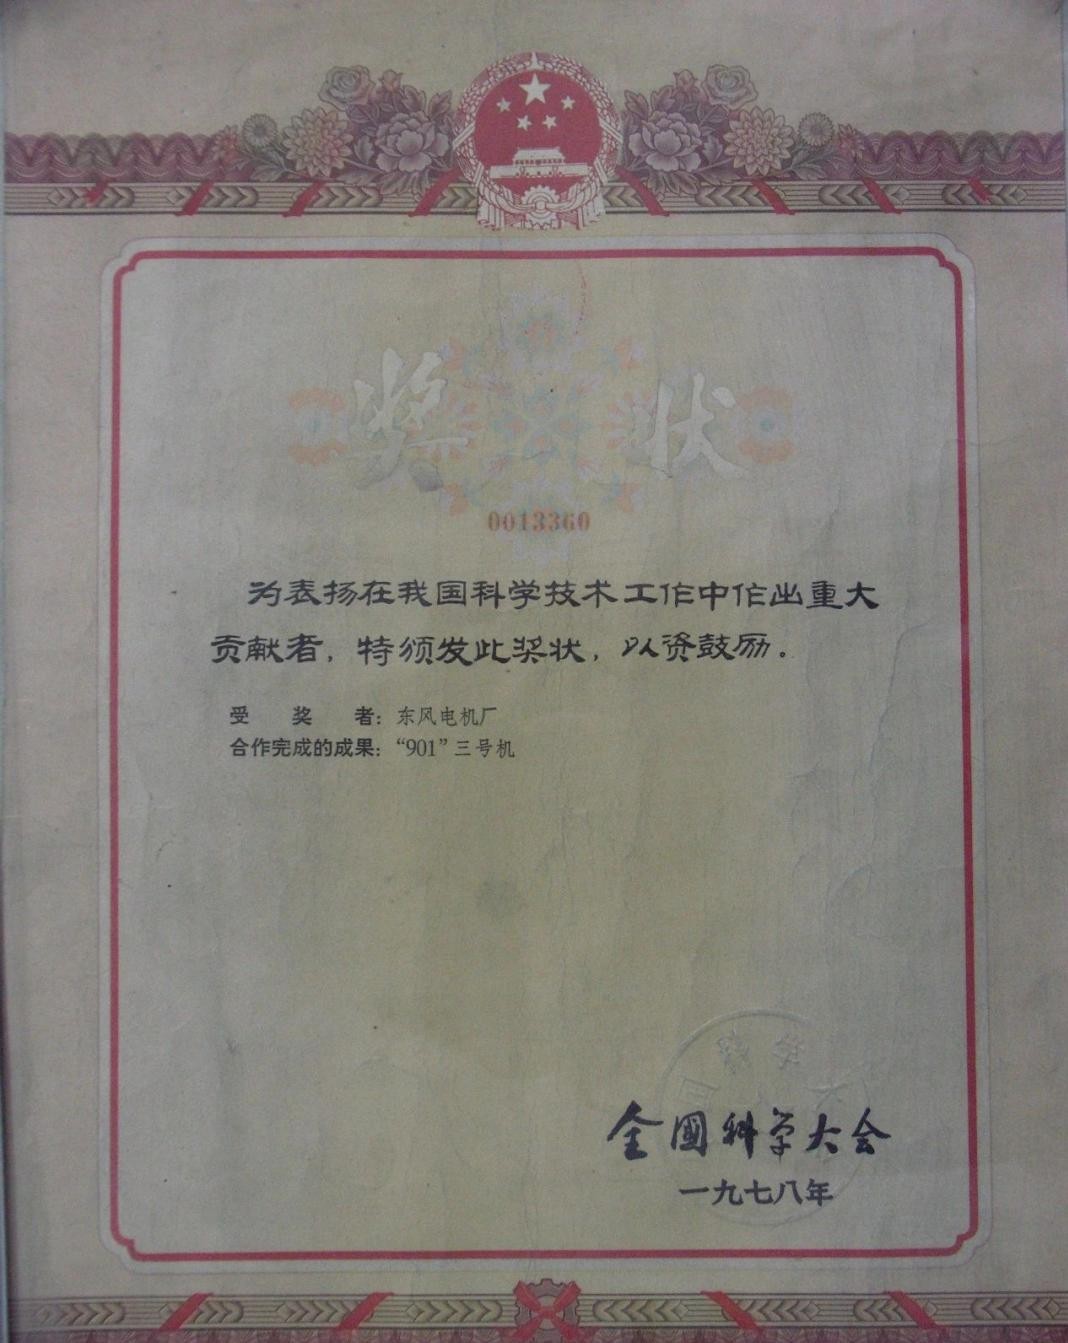 奖 状
0013360
为表扬在我国科学技术工作中作出重大
贡献者，特颁发此奖状，以资鼓励。
受 奖 者：东风电机厂
合作完成的成果：“901”三号机
全國科学大会
一九七八年